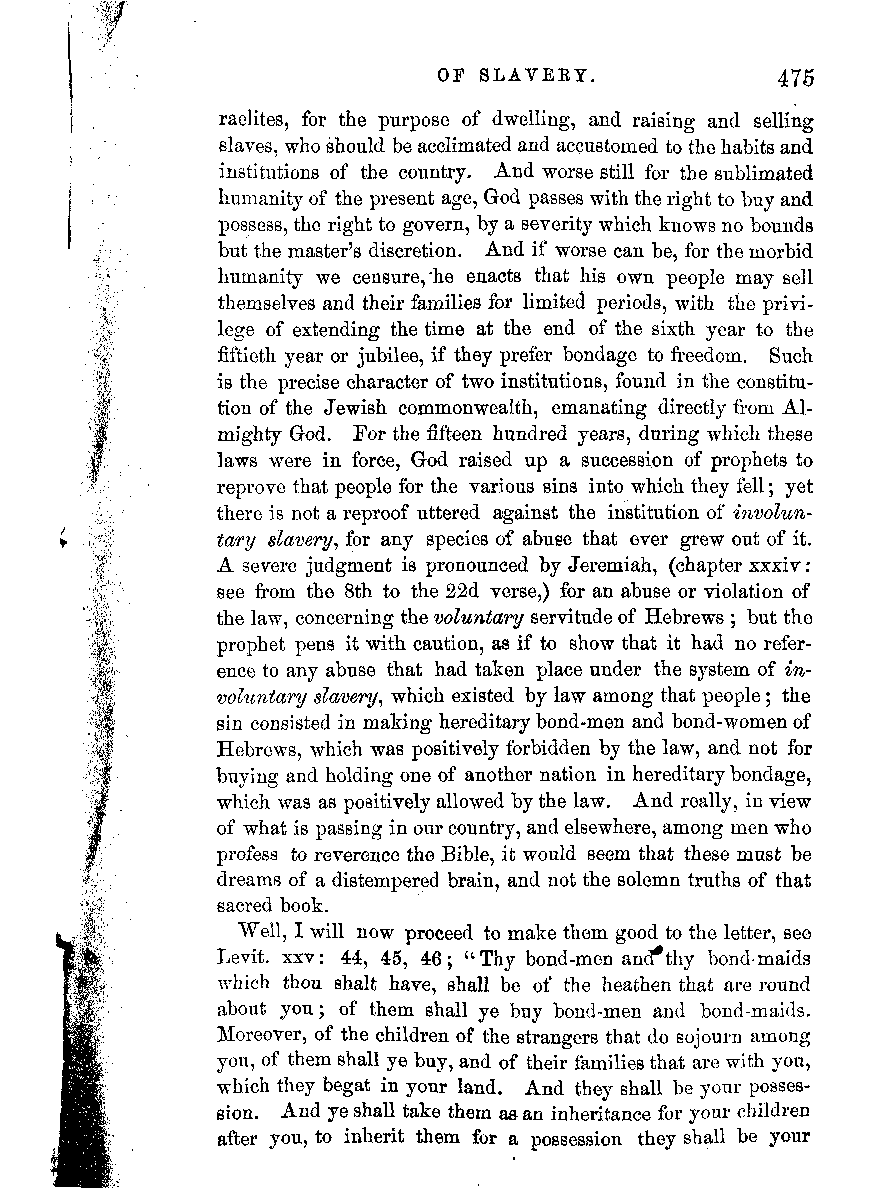 OF SLAVERY. 475
raelites, for the purpose of dwelling, and raising and selling
slaves, who should be acclimated and accustomed to the habits and
institutions of the country. And worse still for the sublimated
humanity of the present age, God passes with the right to buy and
possess, the right to govern, by a severity which knows no bounds
but the master's discretion. And if worse can be, for the morbid
humanity we censure, he enacts that his own people may sell
themselves and their families for limited periods, with the privi-
lege of extending the time at the end of the sixth year to the
fiftieth year or jubilee, if they prefer bondage to freedom. Such
is the precise character of two institutions, found in the constitu-
tion of the Jewish commonwealth, emanating directly from Al-
mighty God. For the fifteen hundred years, during which these
laws were in force, God raised up a succession of prophets to
reprove that people for the various sins into which they fell; yet
there is not a reproof uttered against the institution of involun-
tary slavery, for any species of abuse that ever grew out of it.
A severe judgment is pronounced by Jeremiah, (chapter xxxiv:
see from the 8th to the 22d verse,) for an abuse or violation of
the law, concerning the voluntary servitude of Hebrews; but the
prophet pens it with caution, as if to show that it had no refer-
ence to any abuse that had taken place under the system of in-
voluntary slavery, which existed by law among that people; the
sin consisted in making hereditary bond-men and bond-women of
Hebrews, which was positively forbidden by the law, and not for
buying and holding one of another nation in hereditary bondage,
which was as positively allowed by the law. And really, in view
of what is passing in our country, and elsewhere, among men who
profess to reverence the Bible, it would seem that these must be
dreams of a distempered brain, and not the solemn truths of that
sacred book.
Well, I will now proceed to make them good to the letter, see
Levit. xxv: 44, 45, 46; "Thy bond-men and thy bond-maids
which thou shalt have, shall be of the heathen that are round
about you; of them shall ye buy bond-men and bond-maids.
Moreover, of the children of the strangers that do sojourn among
you, of them shall ye buy, and of their families that are with you,
which they begat in your land. And they shall be your posses-
sion. And ye shall take them as an inheritance for your children
after you, to inherit them for a possession they shall be your